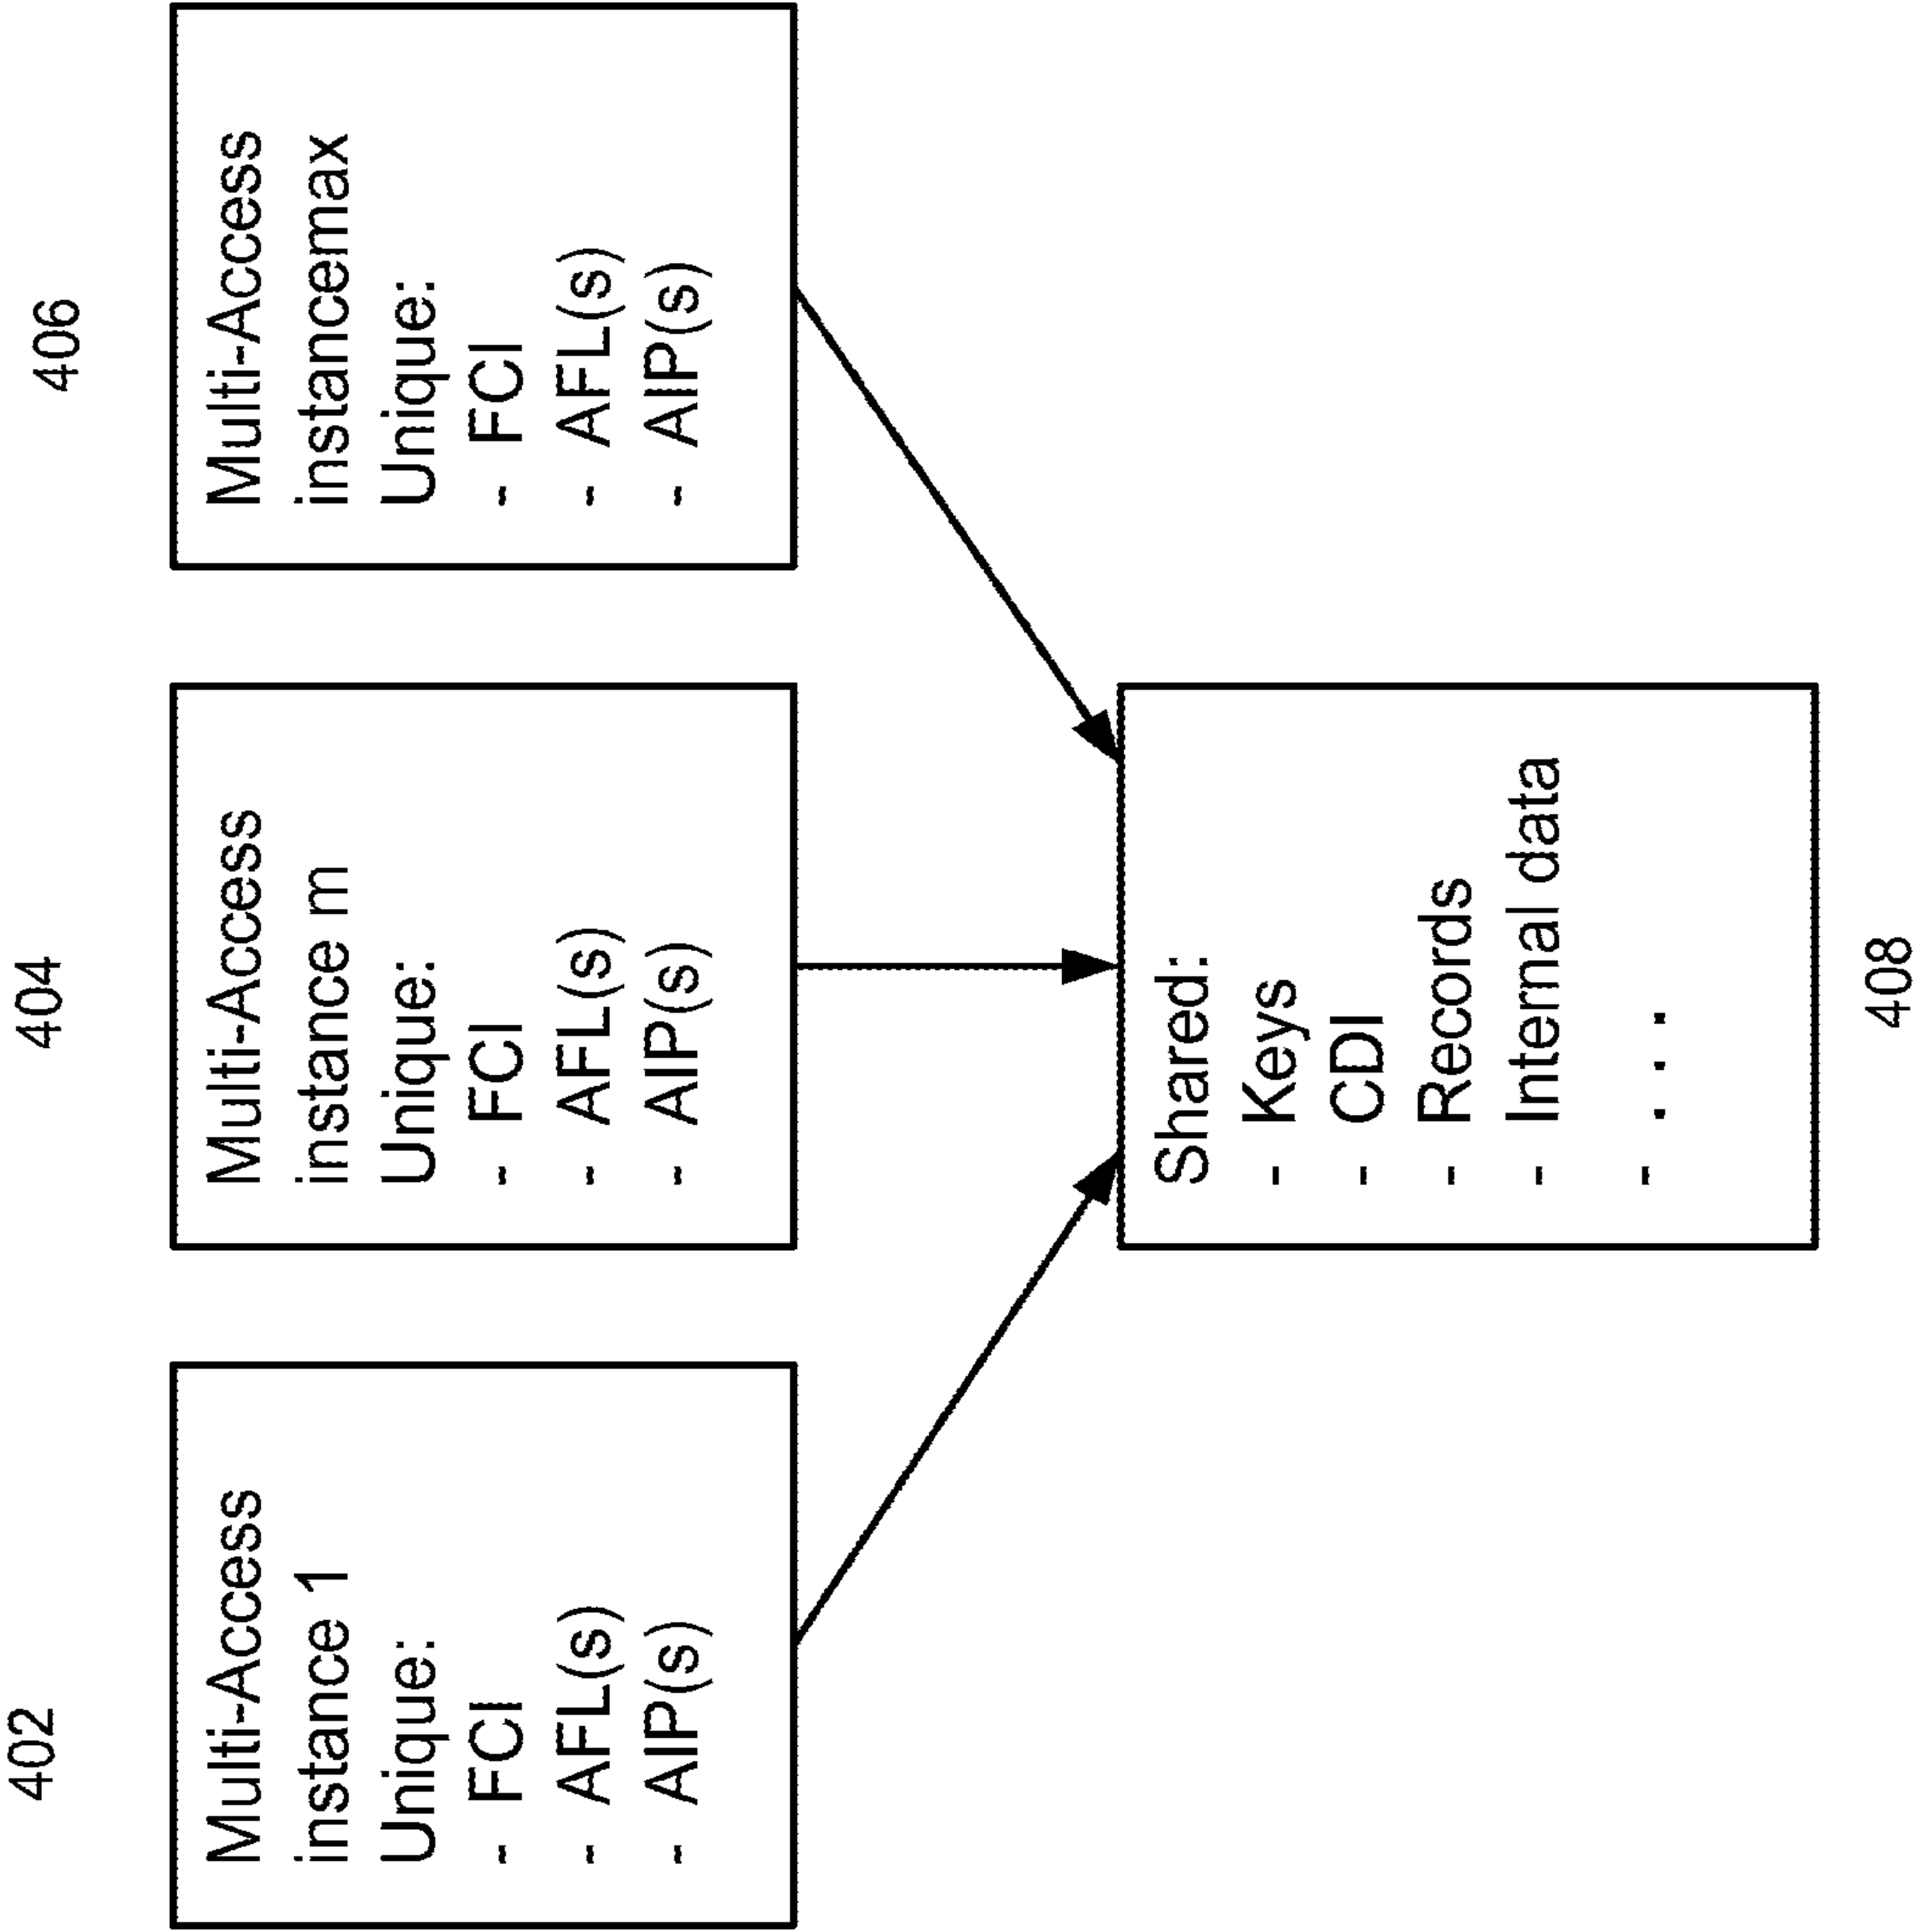 402
Multi-Access
instance 1
Unique:
- FCI
- AFL(s)
- AIP(s)
404
Multi-Access
instance m
Unique:
- FCI
- AFL(s)
- AIP(s)
406
Multi-Access
instancemax
Unique:
- FCI
- AFL(s)
- AIP(s)
Shared:
- Keys
- CDI
- Records
- Internal data
- . . .
408